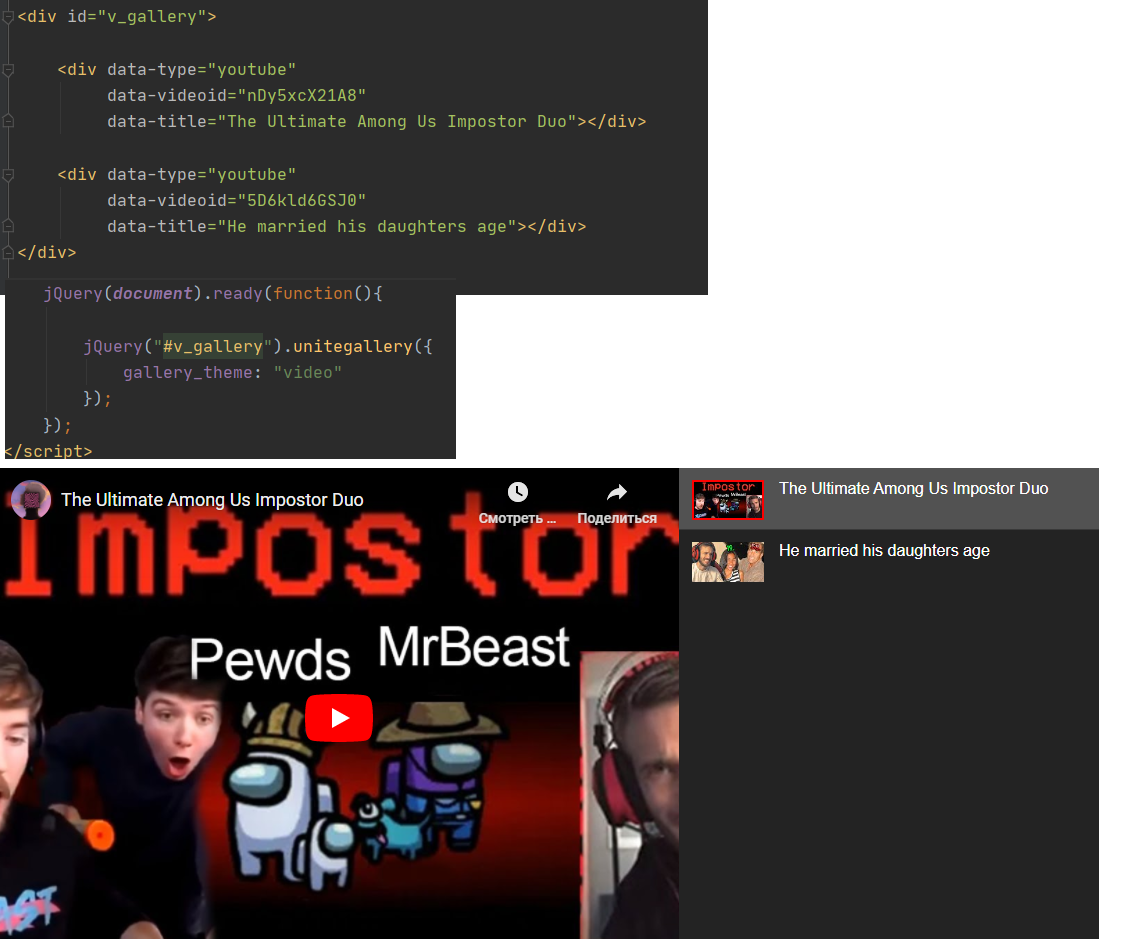 <div id="v_gallery">
<div data-type="youtube"
data-videoid="nDy5xcX21A8"
data-title="The Ultimate Among Us Impostor Duo"></div>
<div data-type="youtube"
data-videoid="5D6kld6GSJ0"
data-title="He married his daughters age"></div>
</div>
jQuery(document).ready(function(){
jQuery("#v_gallery").unitegallery({
gallery_theme: "video"
});
});
</script>
The Ultimate Among Us Impostor Duo
Смотреть ...
Поделиться
Impostor
Pewds
MrBeast
The Ultimate Among Us Impostor Duo
Impostor
Pewds MrBeast
He married his daughters age